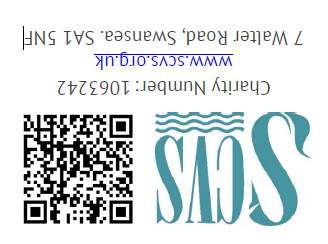 SCVS
Charity Number: 1063242
www.scvs.org.uk
7 Walter Road, Swansea. SA1 5NF